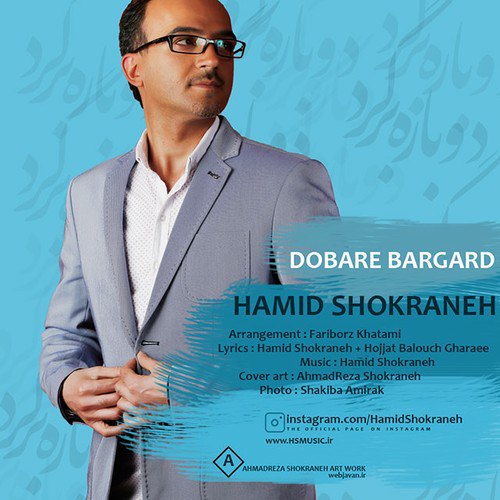 دوباره برگرد
DOBARE BARGARD
HAMID SHOKRANEH
Arrangement : Fariborz Khatami
Lyrics : Hamid Shokraneh + Hojjat Balouch Gharaee
Music : Hamid Shokraneh
Cover art : AhmadReza Shokraneh
Photo : Shakiba Amirak
instagram.com/HamidShokraneh
THE OFFICIAL PAGE ON INSTAGRAM
www.HSMUSIC.ir
A
AHMADREZA SHOKRANEH ART WORK
webjavan.ir